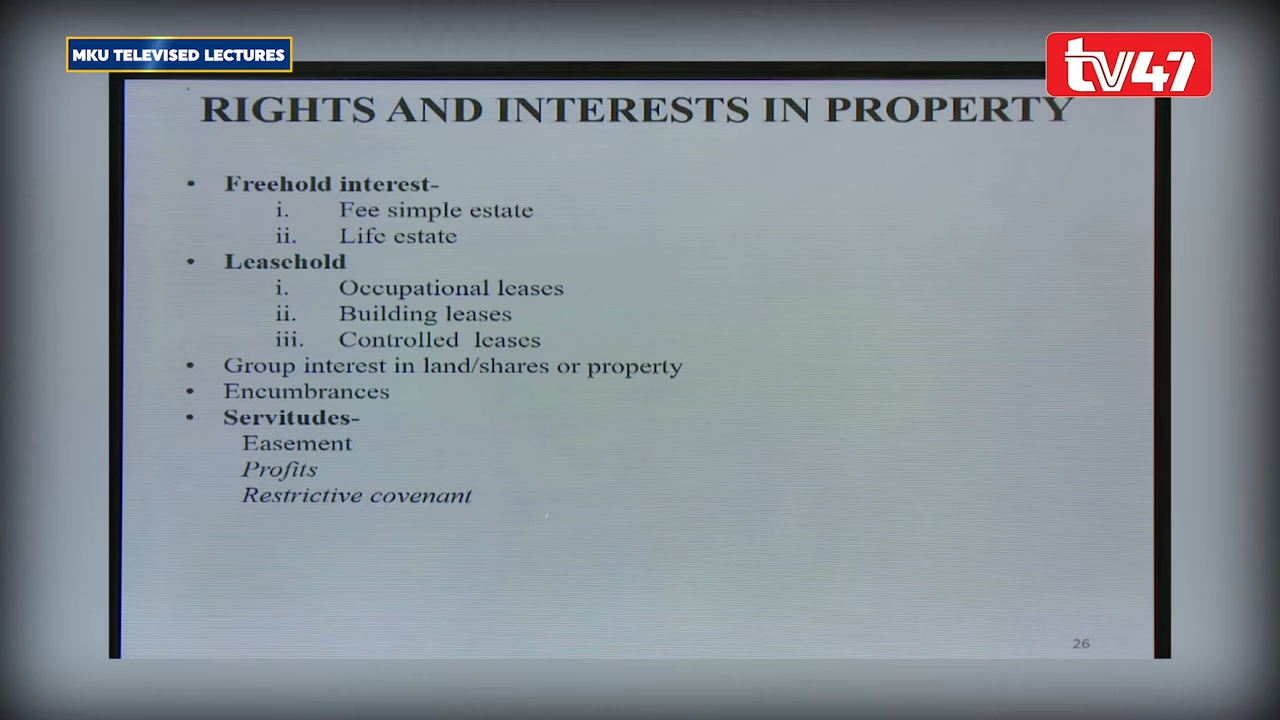 MKU TELEVISED LECTURES
tv47
RIGHTS AND INTERESTS IN PROPERTY
• Freehold interest-
i. Fee simple estate
ii. Life estate
• Leasehold
i. Occupational leases
ii. Building leases
iii. Controlled leases
• Group interest in land/shares or property
• Encumbrances
• Servitudes-
Easement
Profits
Restrictive covenant
26